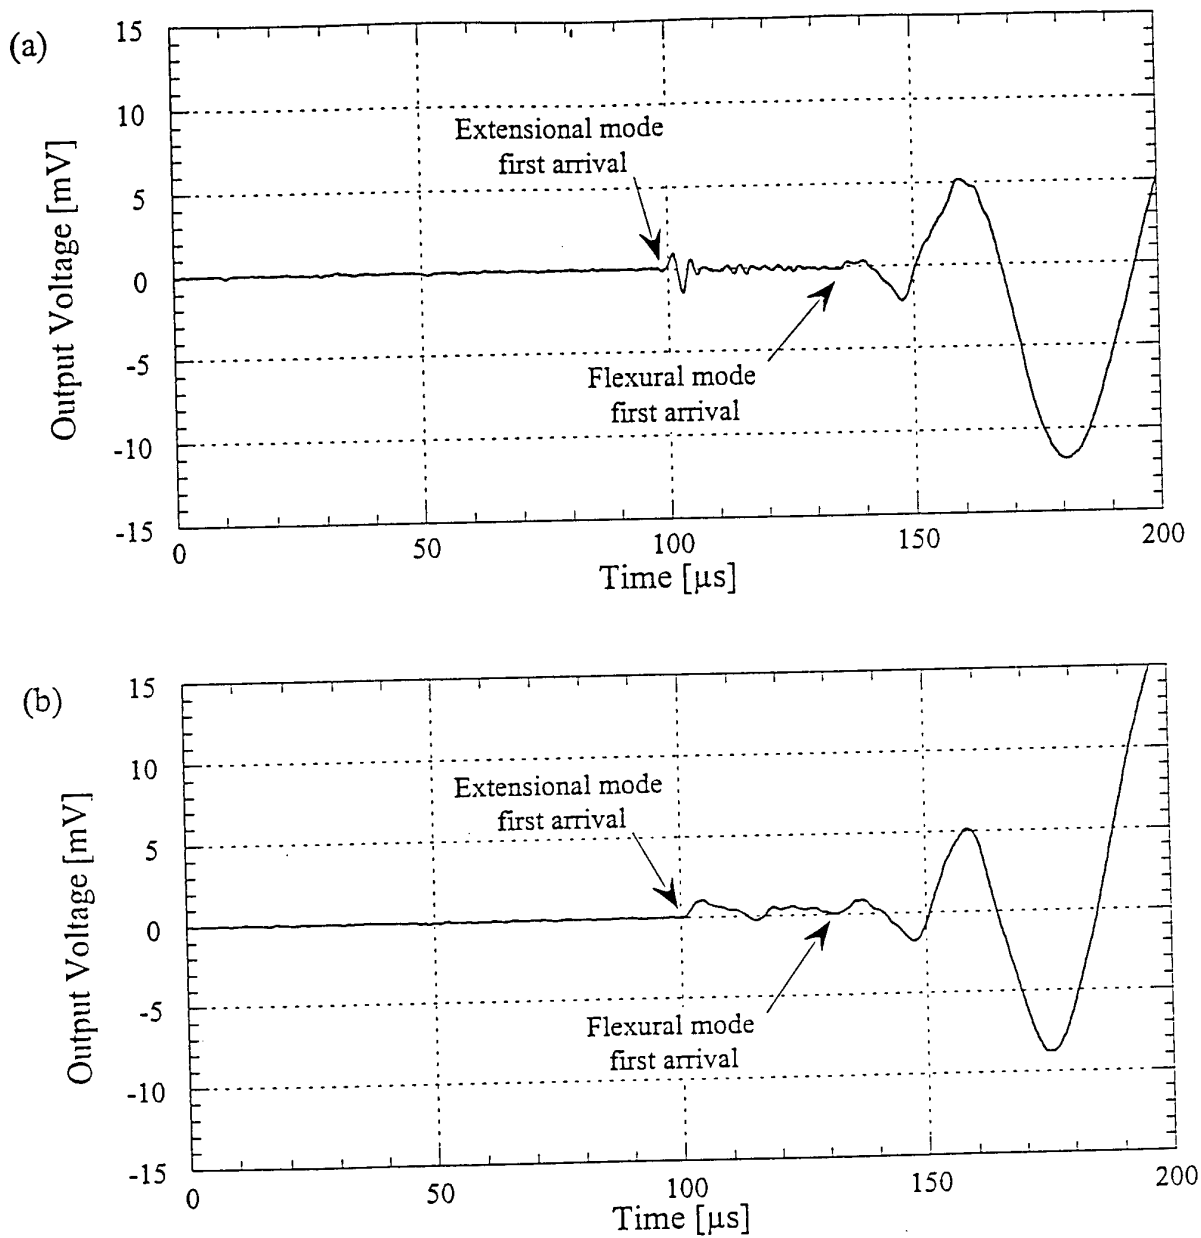 (a)
15
10
5
0
-5
-10
-15
Output Voltage [mV]
Extensional mode
first arrival
Flexural mode
first arrival
0
50
100
150
200
Time [μs]
(b)
15
10
5
0
-5
-10
-15
Output Voltage [mV]
Extensional mode
first arrival
Flexural mode
first arrival
0
50
100
150
200
Time [μs]